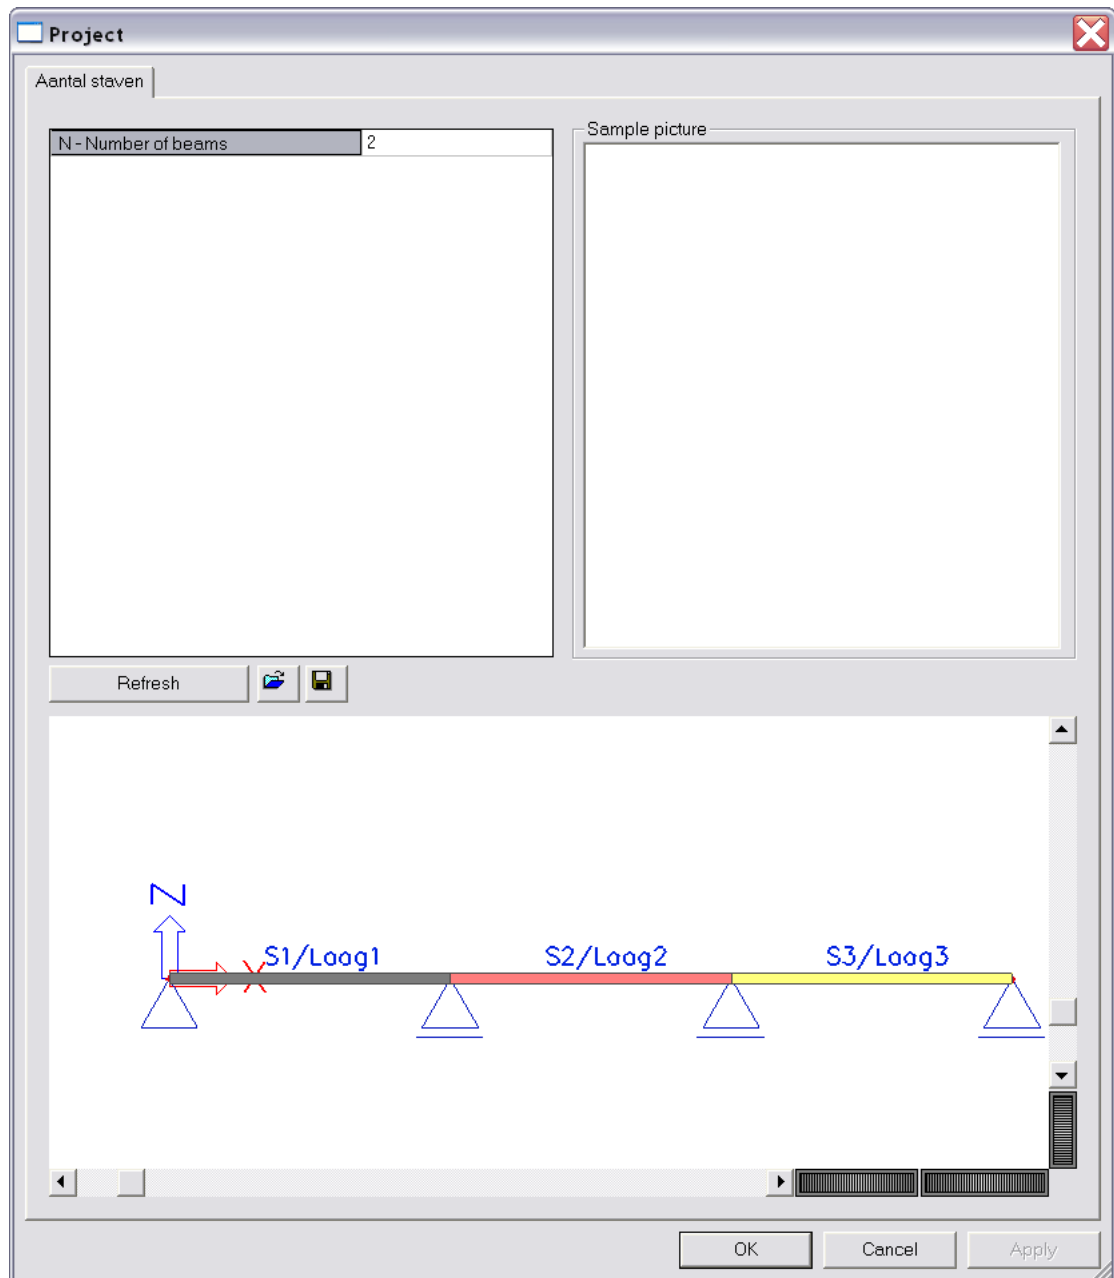 Project
Aantal staven
N - Number of beams 2
Sample picture
Refresh
Z
X
S1/Laag1 S2/Laag2 S3/Laag3
OK Cancel Apply